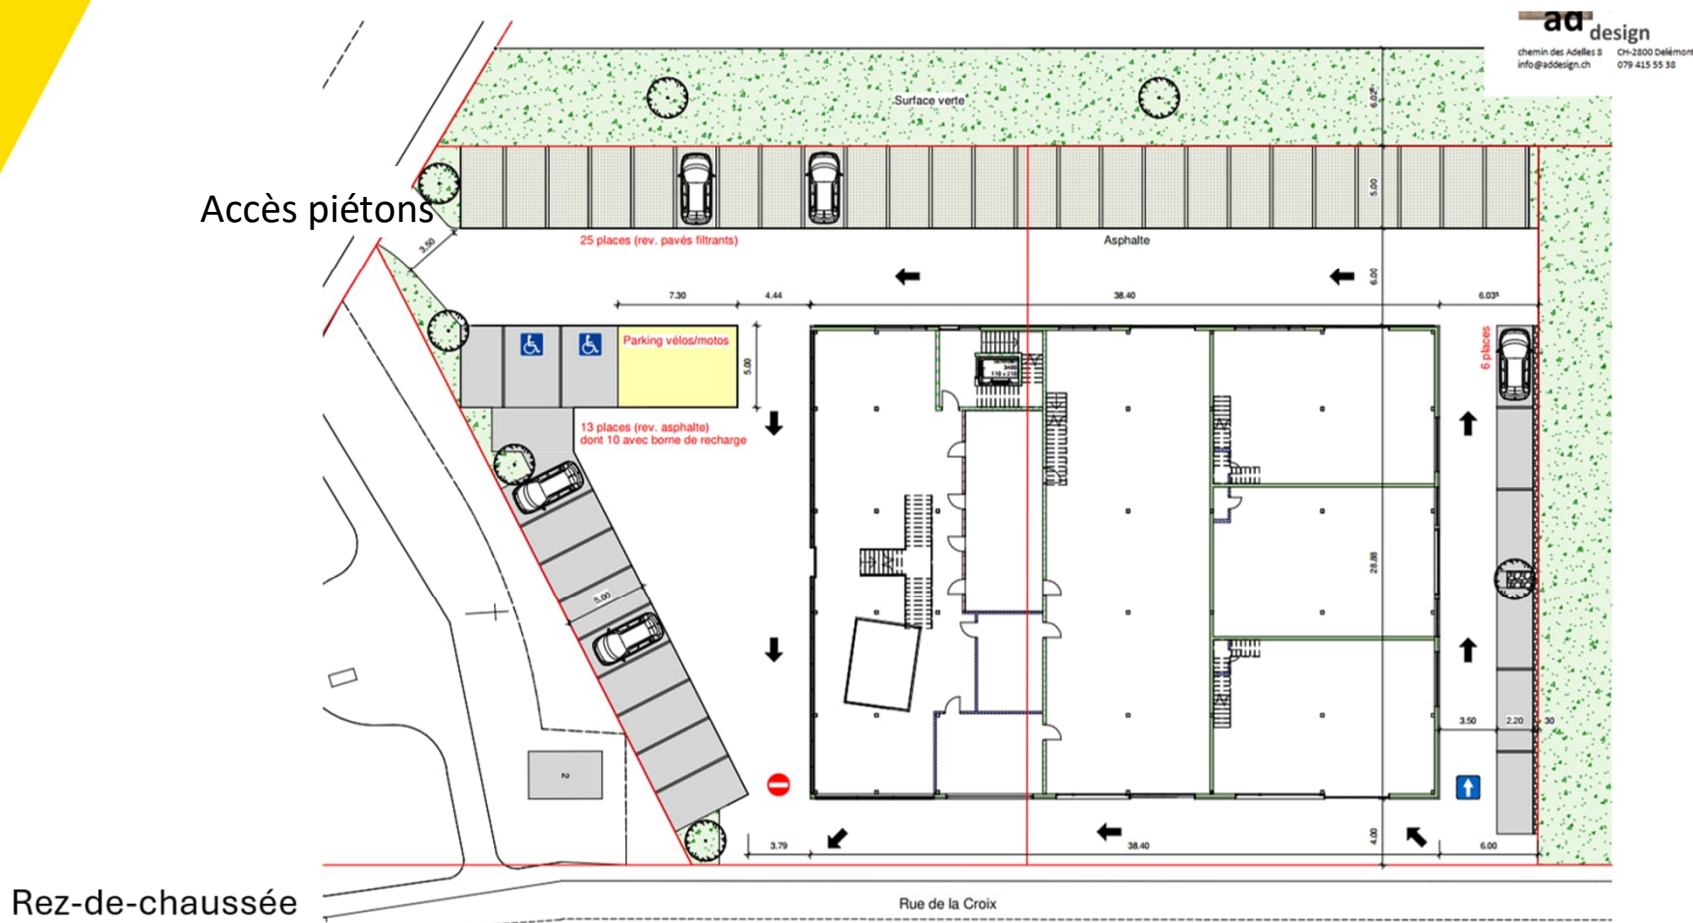 ad design
chemin des Adelles 8 CH-2800 Delémont
info@addesign.ch 079 415 55 38
Surface verte
6.02⁵
Accès piétons
3.50
5.00
25 places (rev. pavés filtrants)
Asphalte
6.00
7.30
4.44
38.40
6.03⁵
Parking vélos/motos
5.00
6 places
13 places (rev. asphalte)
dont 10 avec borne de recharge
28.88
5.00
3.50
2.20
30
2
3.79
38.40
4.00
6.00
Rez-de-chaussée
Rue de la Croix